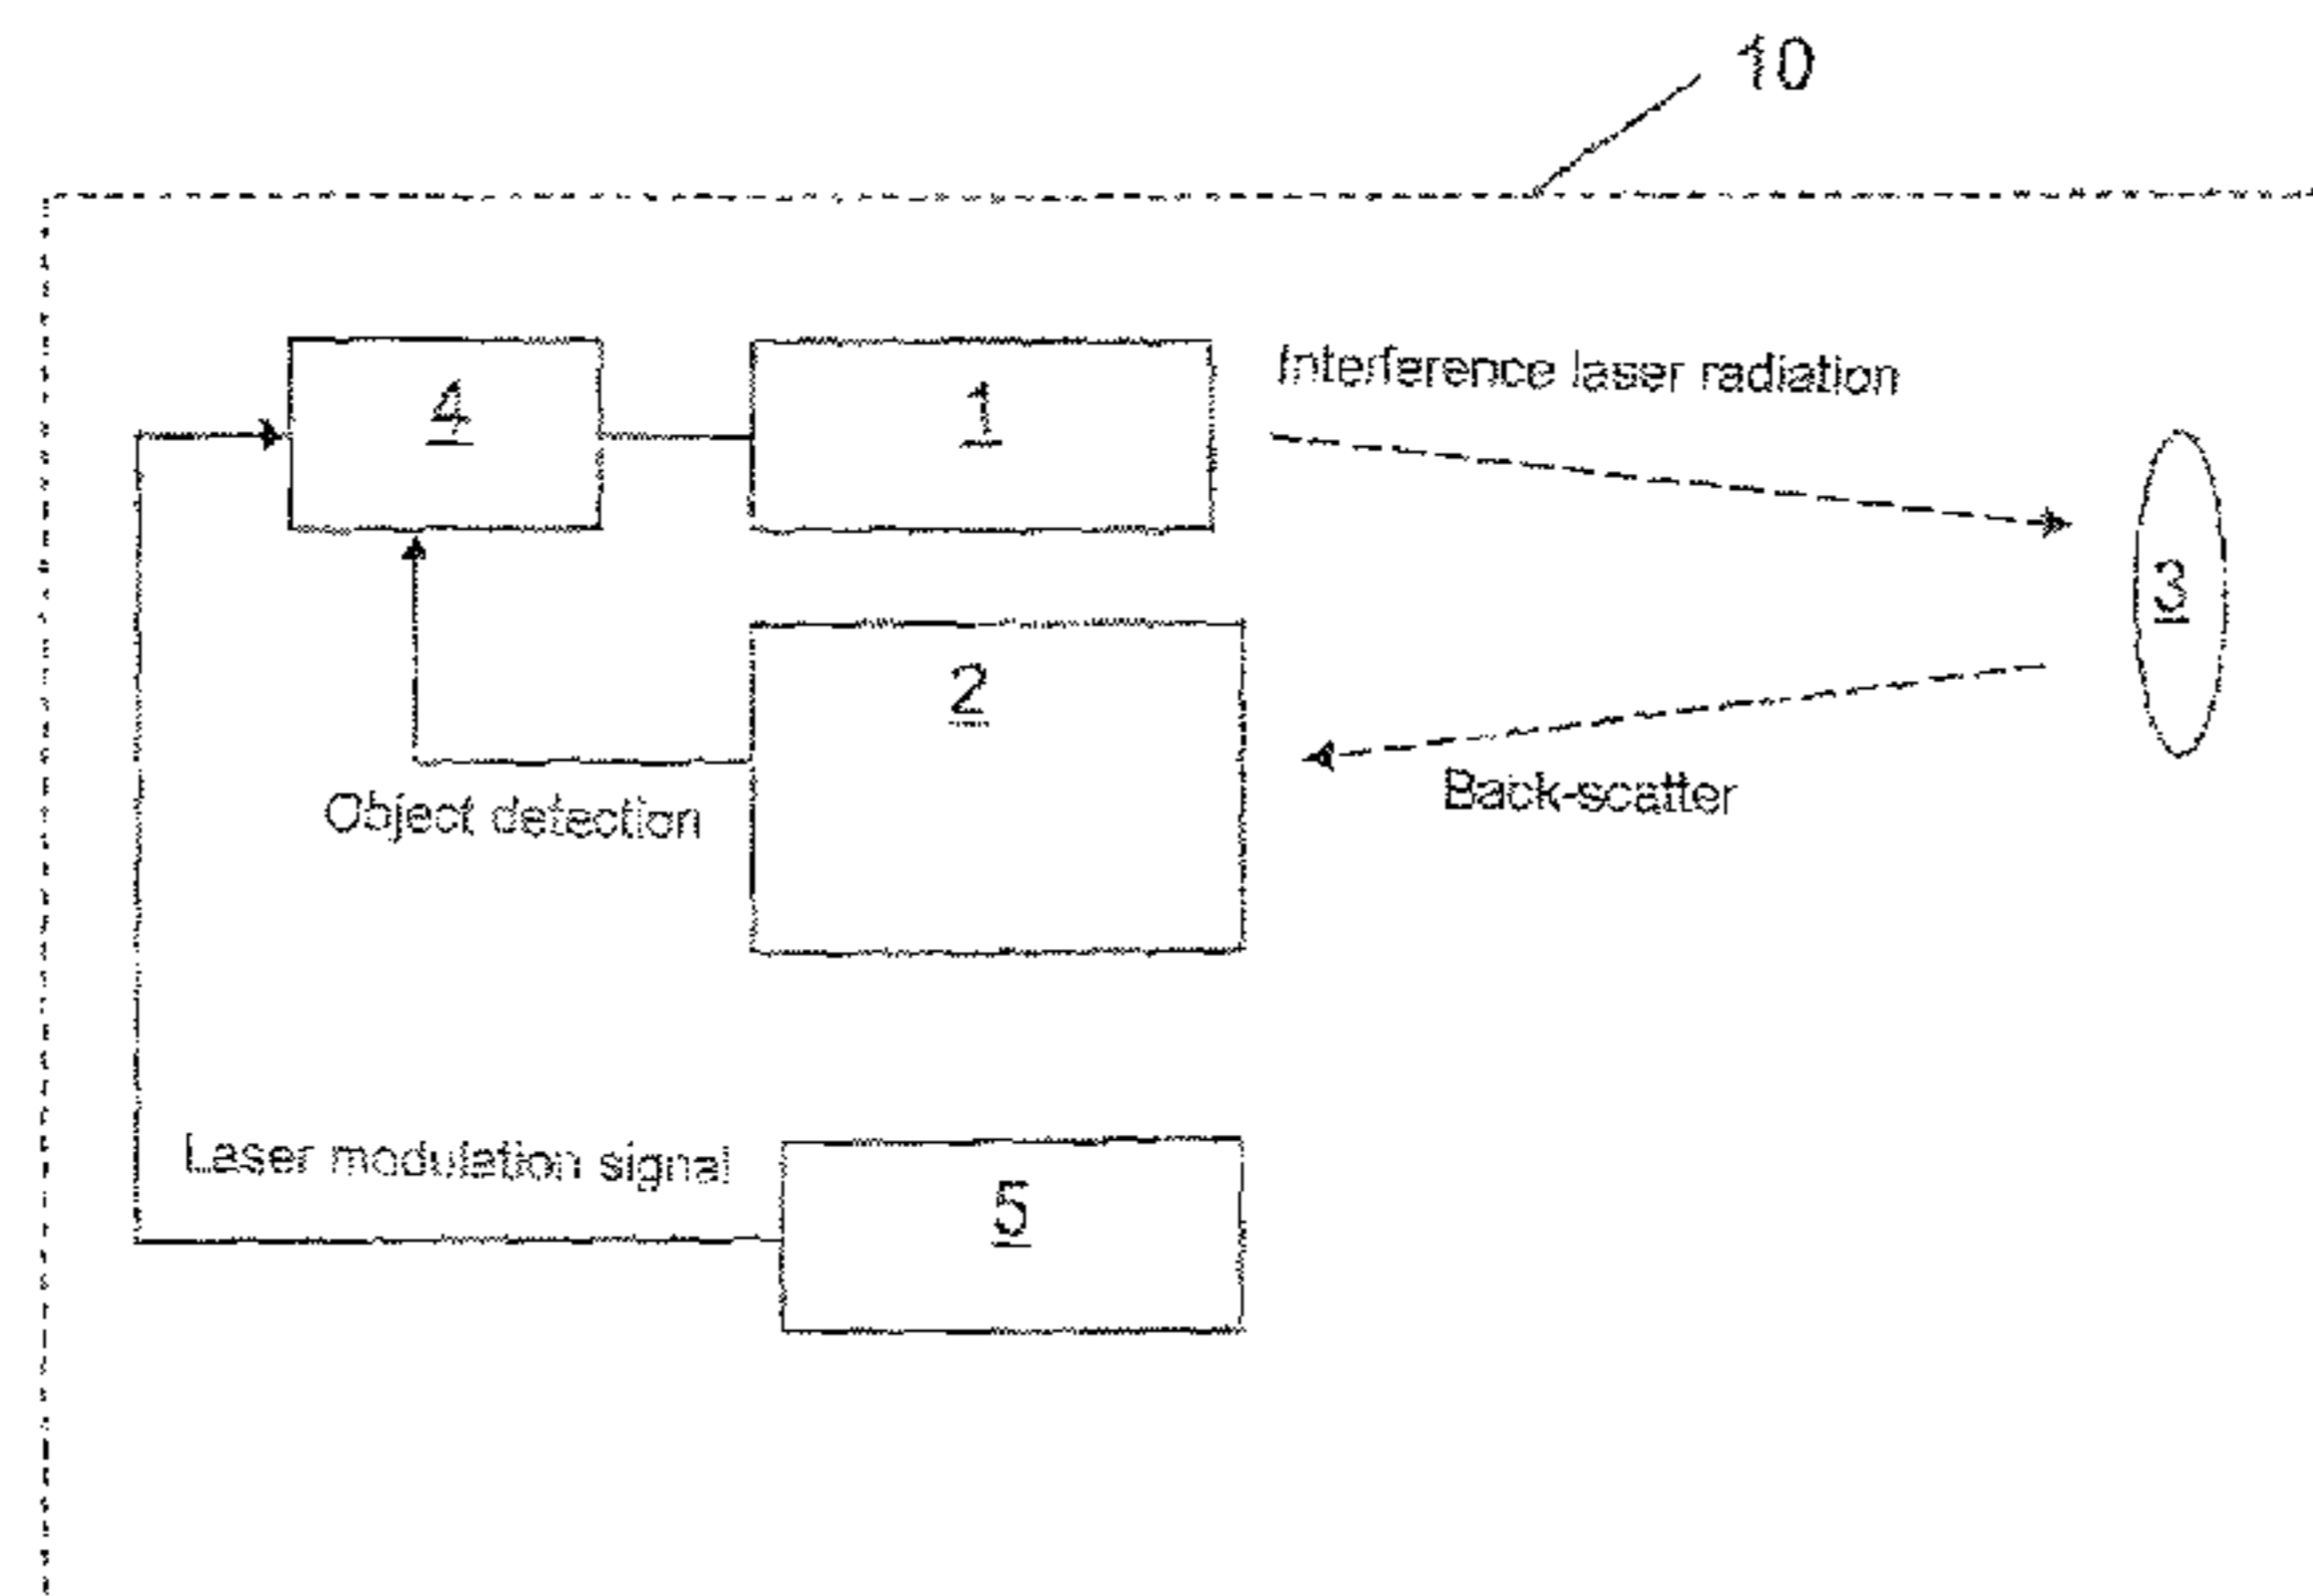 10
4
1
Interference laser radiation
3
2
Back-scatter
Object detection
Laser modulation signal
5